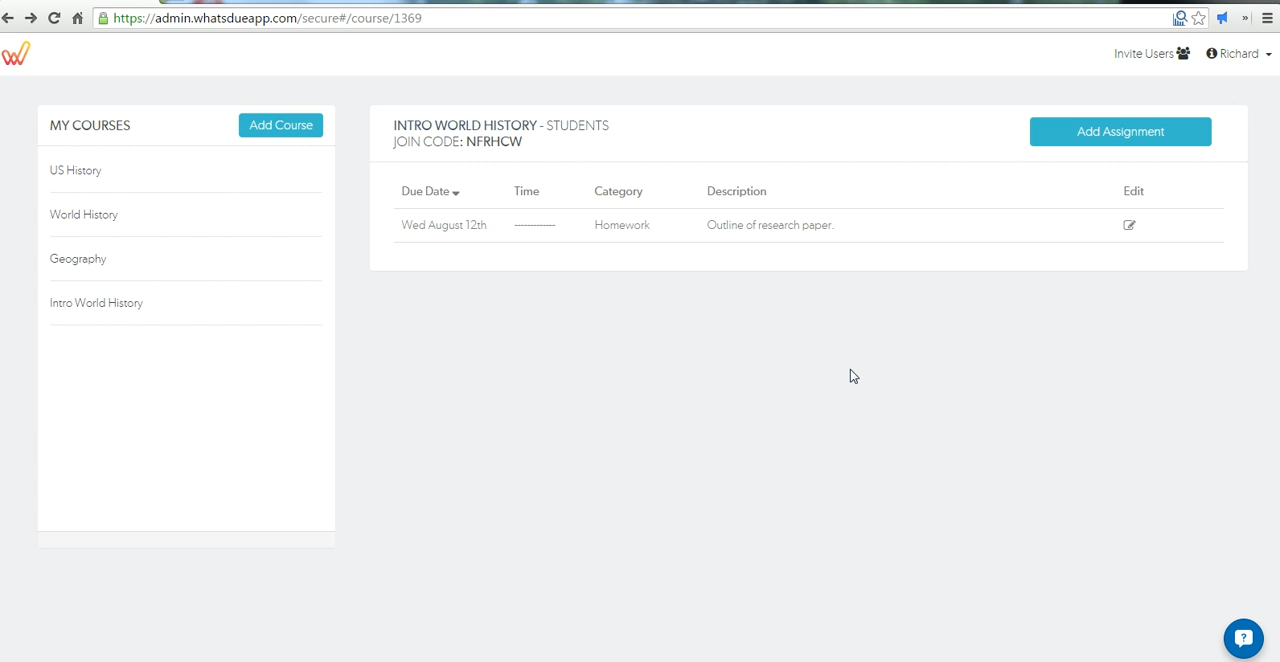 https://admin.whatsdueapp.com/secure#/course/1369
»
Invite Users Richard
MY COURSES
Add Course
US History
World History
Geography
Intro World History
INTRO WORLD HISTORY - STUDENTS
JOIN CODE: NFRHCW
Add Assignment
Due Date Time Category Description Edit
Wed August 12th ------------- Homework Outline of research paper.